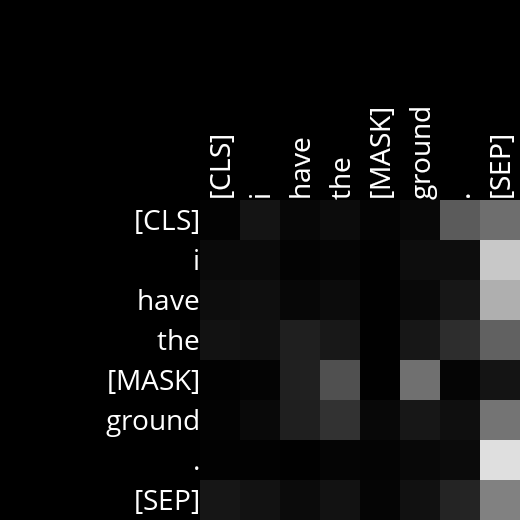 [CLS] i have the [MASK] ground . [SEP]
[CLS]
i
have
the
[MASK]
ground
.
[SEP]